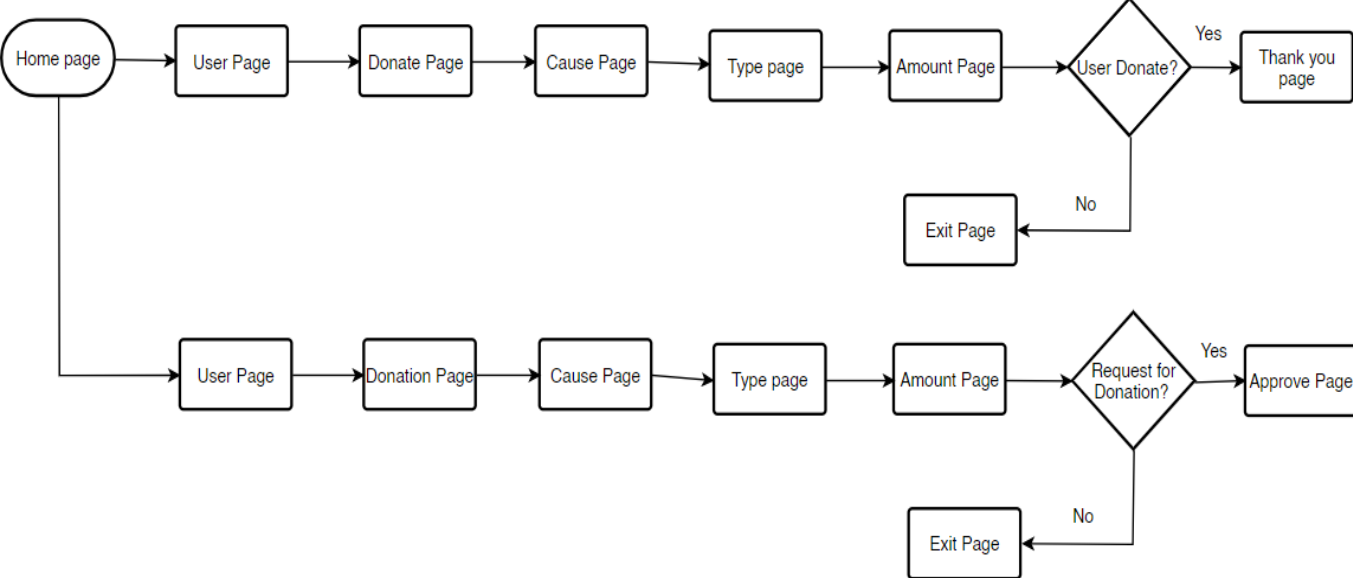 Home page
User Page
Donate Page
Cause Page
Type page
Amount Page
User Donate?
Yes
Thank you
page
No
Exit Page
User Page
Donation Page
Cause Page
Type page
Amount Page
Request for
Donation?
Yes
Approve Page
No
Exit Page